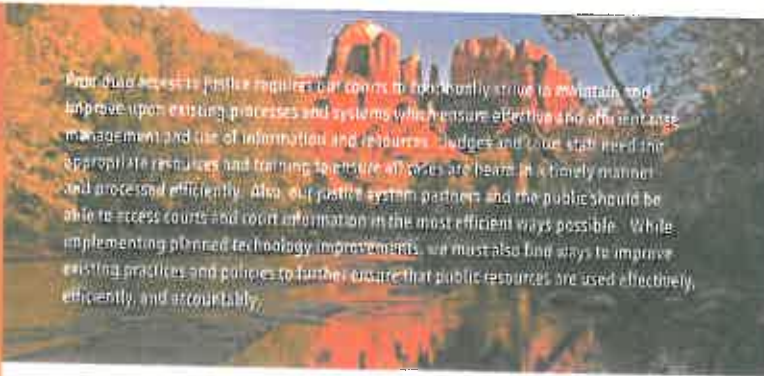 access to justice requires our courts to continually strive to maintain and
improve upon existing processes and systems which ensure effective and efficient case
management and use of information and resources. Judges and court staff need the
appropriate resources and training to ensure all cases are heard in a timely manner
and processed efficiently. Also, our justice system partners and the public should be
able to access courts and court information in the most efficient ways possible. While
implementing planned technology improvements, we must also find ways to improve
existing practices and policies to further ensure that public resources are used effectively,
efficiently, and accountably.